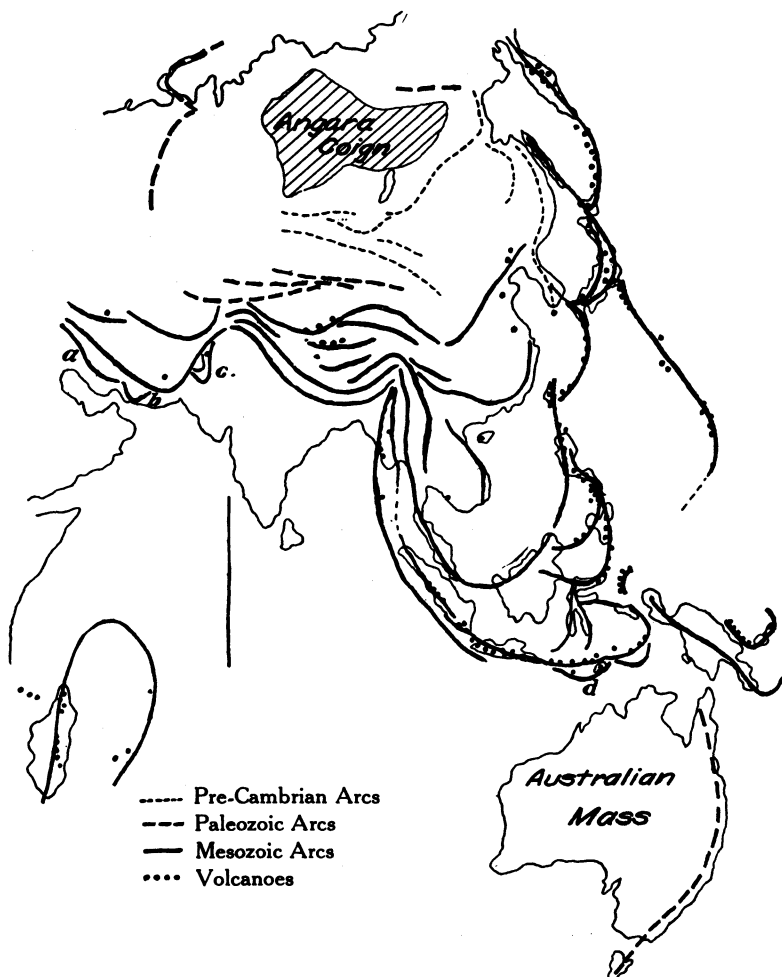 Angara
Coign
a
b
c.
d
Australian
Mass
Pre-Cambrian Arcs
Paleozoic Arcs
Mesozoic Arcs
Volcanoes